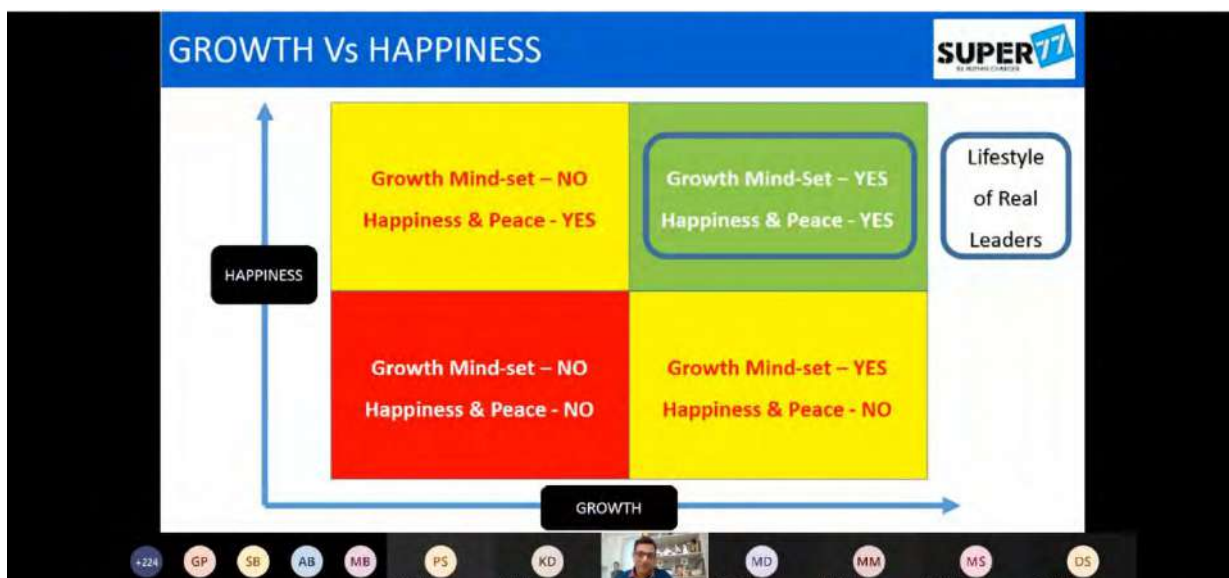 GROWTH Vs HAPPINESS
SUPER 77
Growth Mind-set – NO
Happiness & Peace - YES
Growth Mind-Set – YES
Happiness & Peace - YES
Lifestyle
of Real
Leaders
HAPPINESS
Growth Mind-set – NO
Happiness & Peace - NO
Growth Mind-set – YES
Happiness & Peace - NO
GROWTH
+224
GP
SB
AB
MB
PS
KD
MD
MM
MS
DS